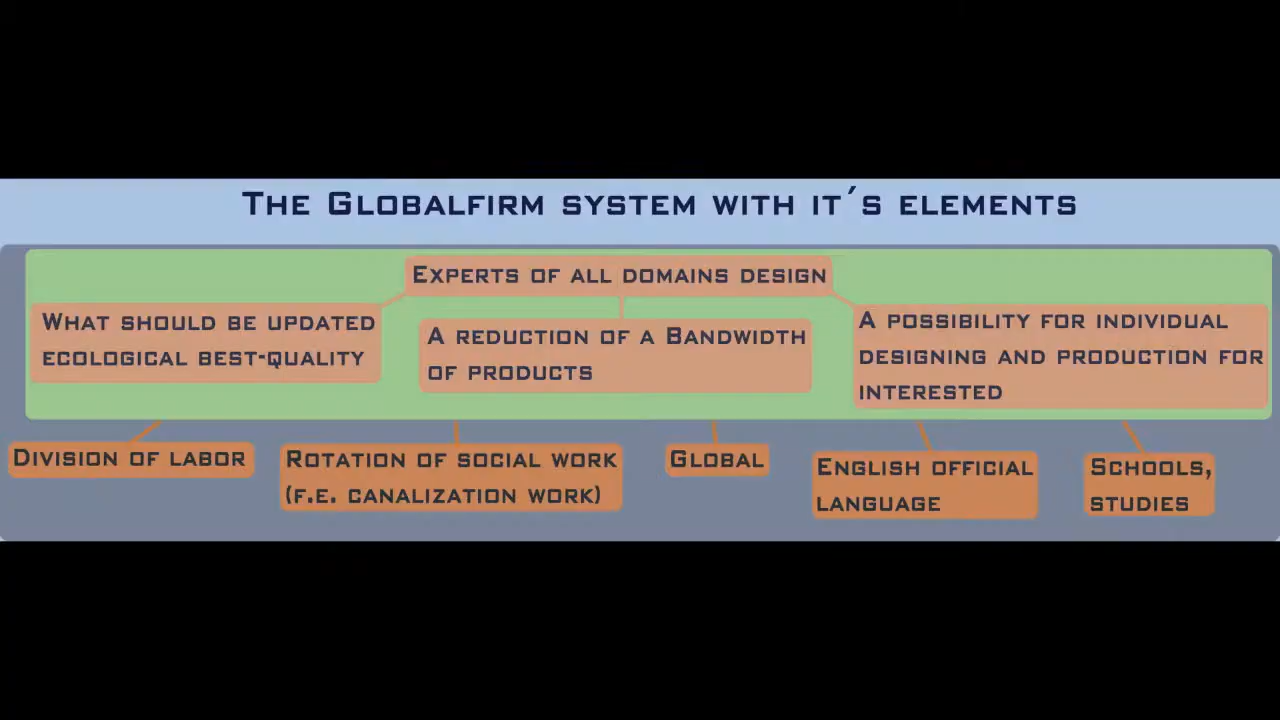 The Globalfirm system with it´s elements
Experts of all domains design
What should be updated
ecological best-quality
A reduction of a Bandwidth
of products
A possibility for individual
designing and production for
interested
Division of labor
Rotation of social work
(f.e. canalization work)
Global
English official
language
Schools,
studies